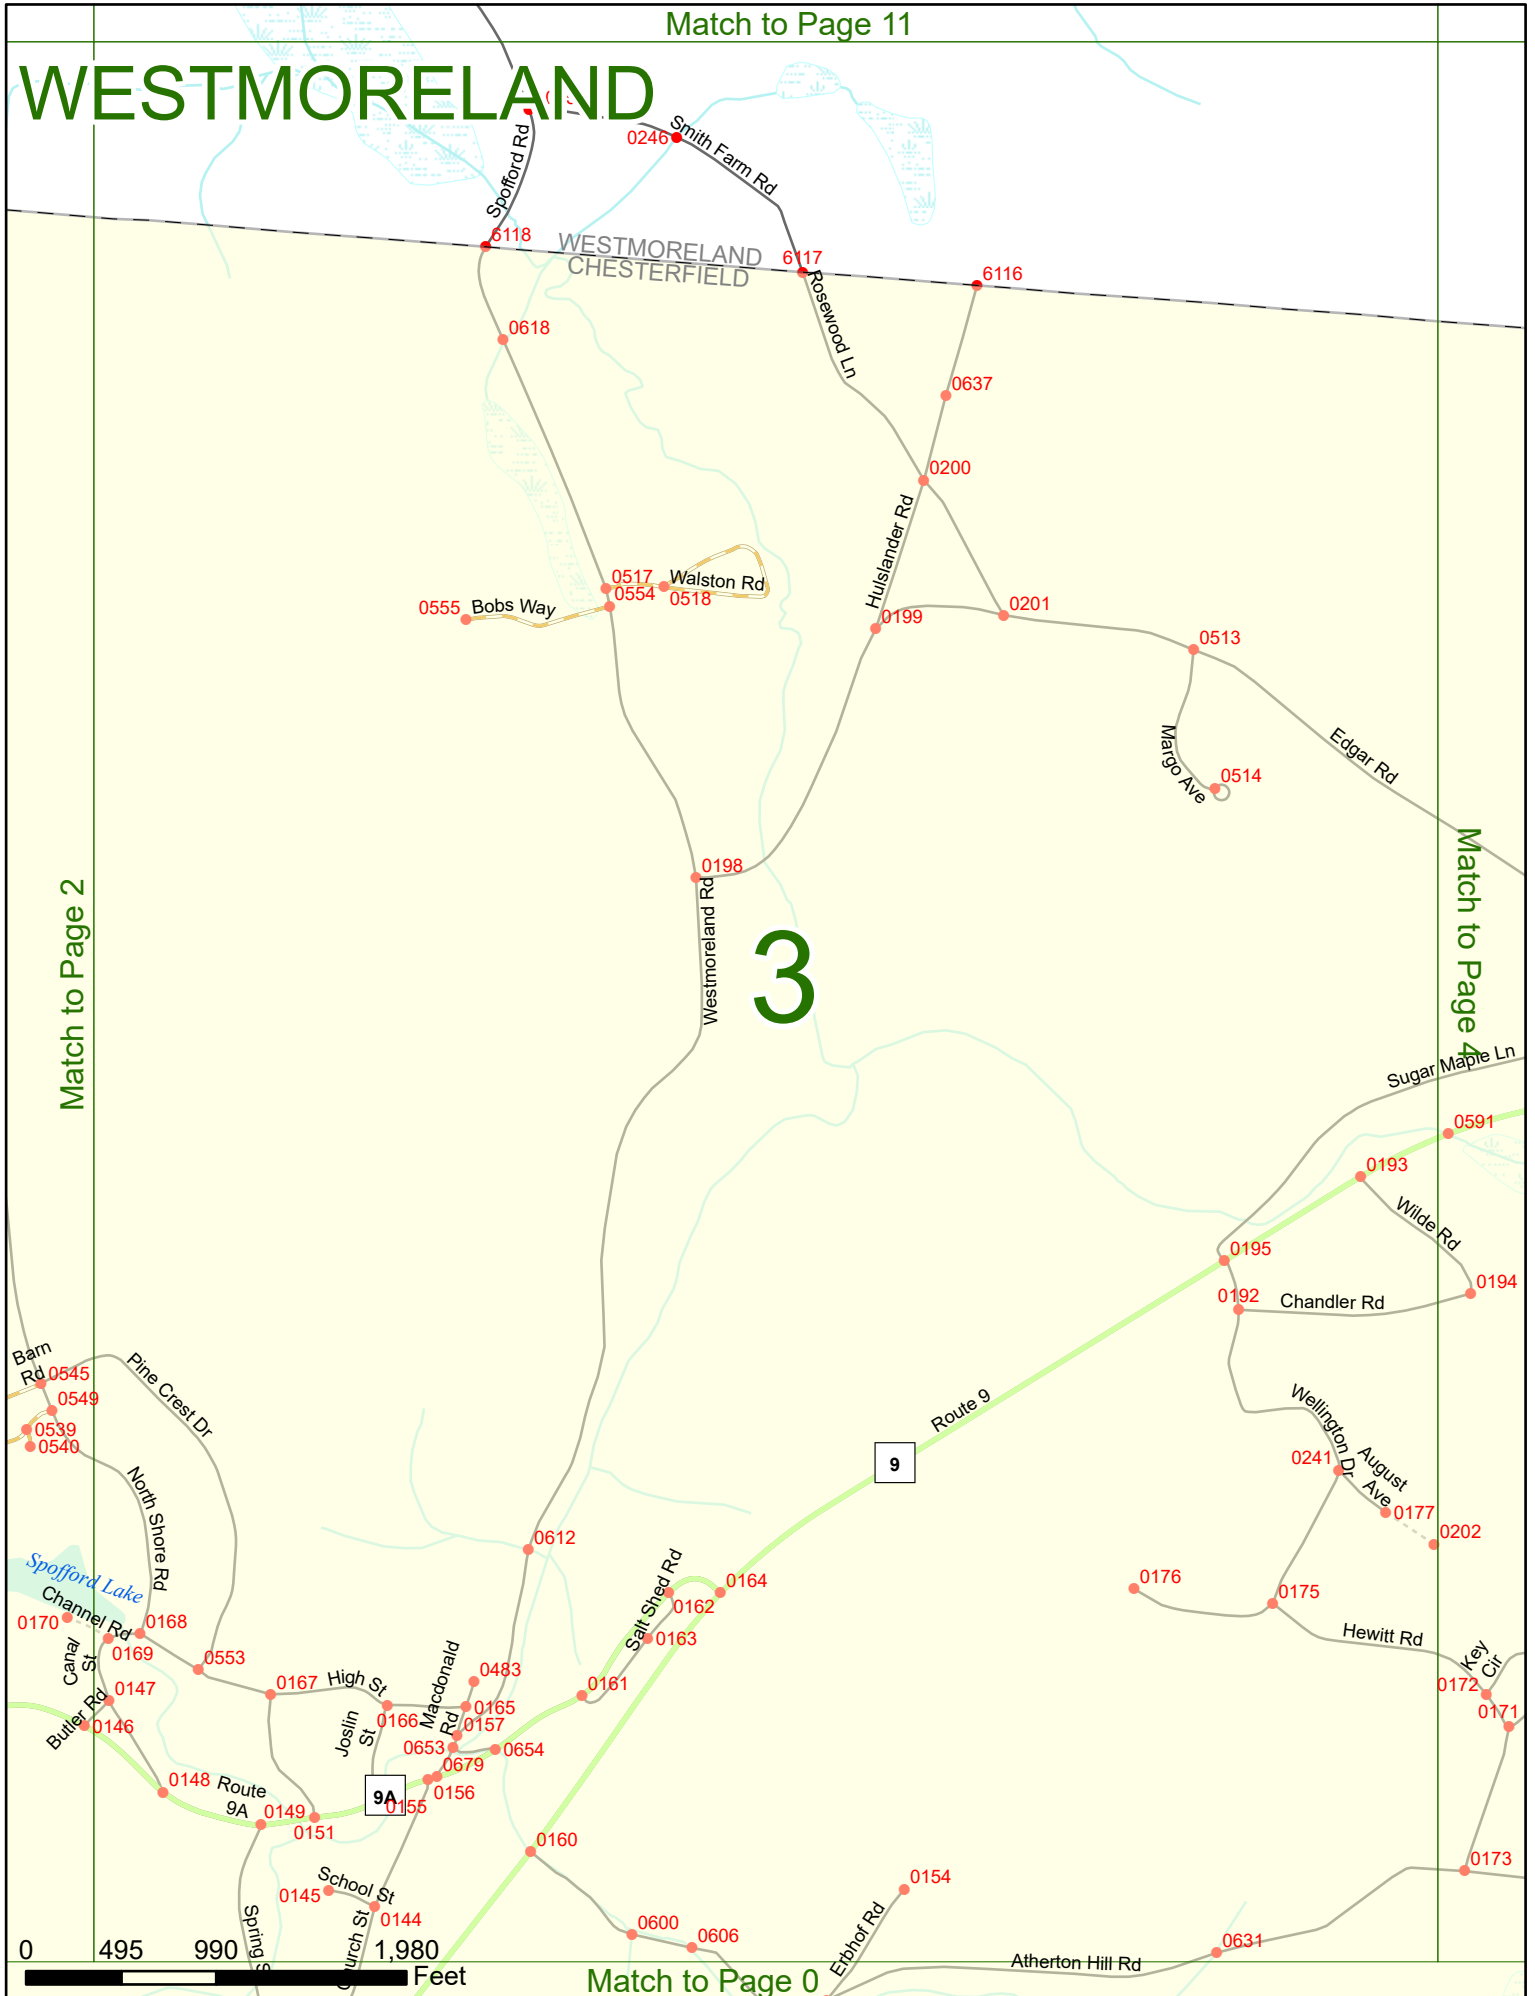 Match to Page 11
WESTMORELAND
0246
Smith Farm Rd
Spofford Rd
6118
WESTMORELAND
CHESTERFIELD
6117
6116
Rosewood Ln
0618
0637
0200
Hulslander Rd
0517
Walston Rd
0554
0518
0555
Bobs Way
0199
0201
0513
Margo Ave
0514
Edgar Rd
0198
Westmoreland Rd
3
Match to Page 2
Match to Page 4
Sugar Maple Ln
0591
0193
Wilde Rd
0195
0194
0192
Chandler Rd
Barn
Rd
0545
0549
0539
0540
Pine Crest Dr
North Shore Rd
Route 9
9
Wellington Dr
0241
August
Ave
0177
0202
0612
Spofford Lake
Channel Rd
0170
0168
0169
Canal
St
0553
0147
Butler Rd
0146
0167
High St
0166
Joslin
St
Macdonald
Rd
0483
0165
0157
0653
0654
0679
0156
0155
9A
Salt Shed Rd
0162
0164
0163
0161
0176
0175
Hewitt Rd
Key
Cir
0172
0171
0148
Route
9A
0149
0151
0160
0145
School St
0144
Church St
Spring S
0600
0606
0154
Erbhof Rd
0173
0631
Atherton Hill Rd
0 495 990 1,980
Feet
Match to Page 0